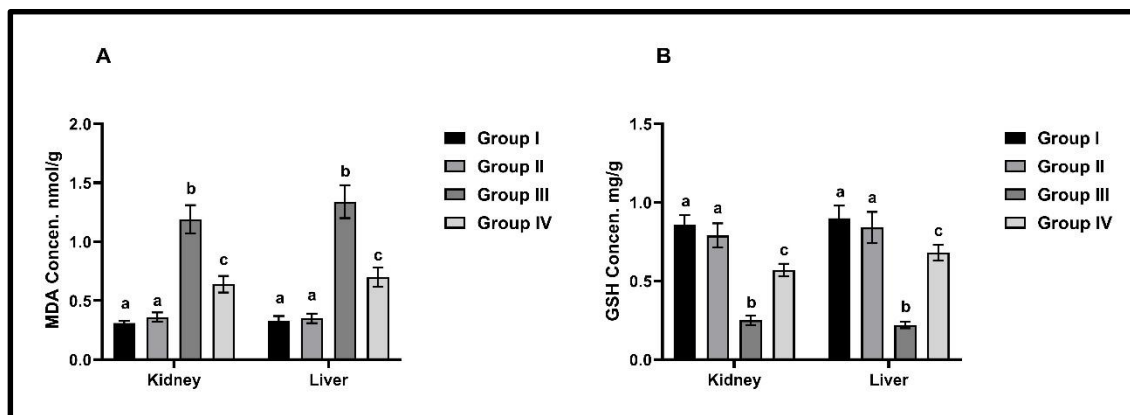 A
MDA Concen. nmol/g
2.0
1.5
1.0
0.5
0.0
a
a
b
c
a
a
b
c
Kidney
Liver
Group I
Group II
Group III
Group IV
B
GSH Concen. mg/g
1.5
1.0
0.5
0.0
a
a
b
c
a
a
b
c
Kidney
Liver
Group I
Group II
Group III
Group IV